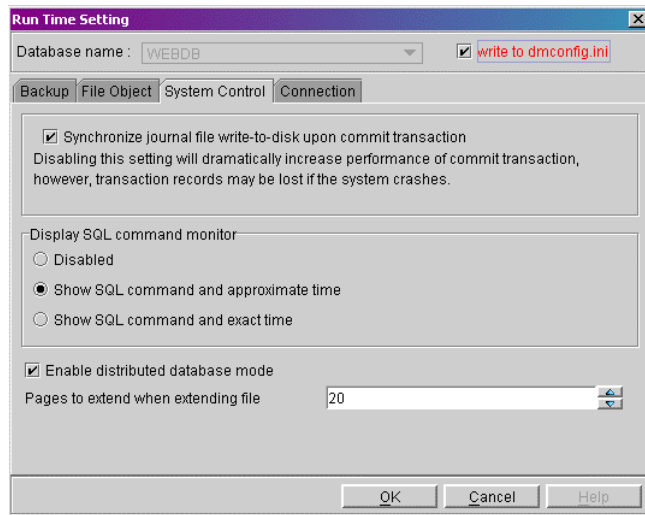 Run Time Setting
Database name : WEBDB write to dmconfig.ini
Backup File Object System Control Connection
Synchronize journal file write-to-disk upon commit transaction
Disabling this setting will dramatically increase performance of commit transaction,
however, transaction records may be lost if the system crashes.
Display SQL command monitor
Disabled
Show SQL command and approximate time
Show SQL command and exact time
Enable distributed database mode
Pages to extend when extending file 20
OK Cancel Help